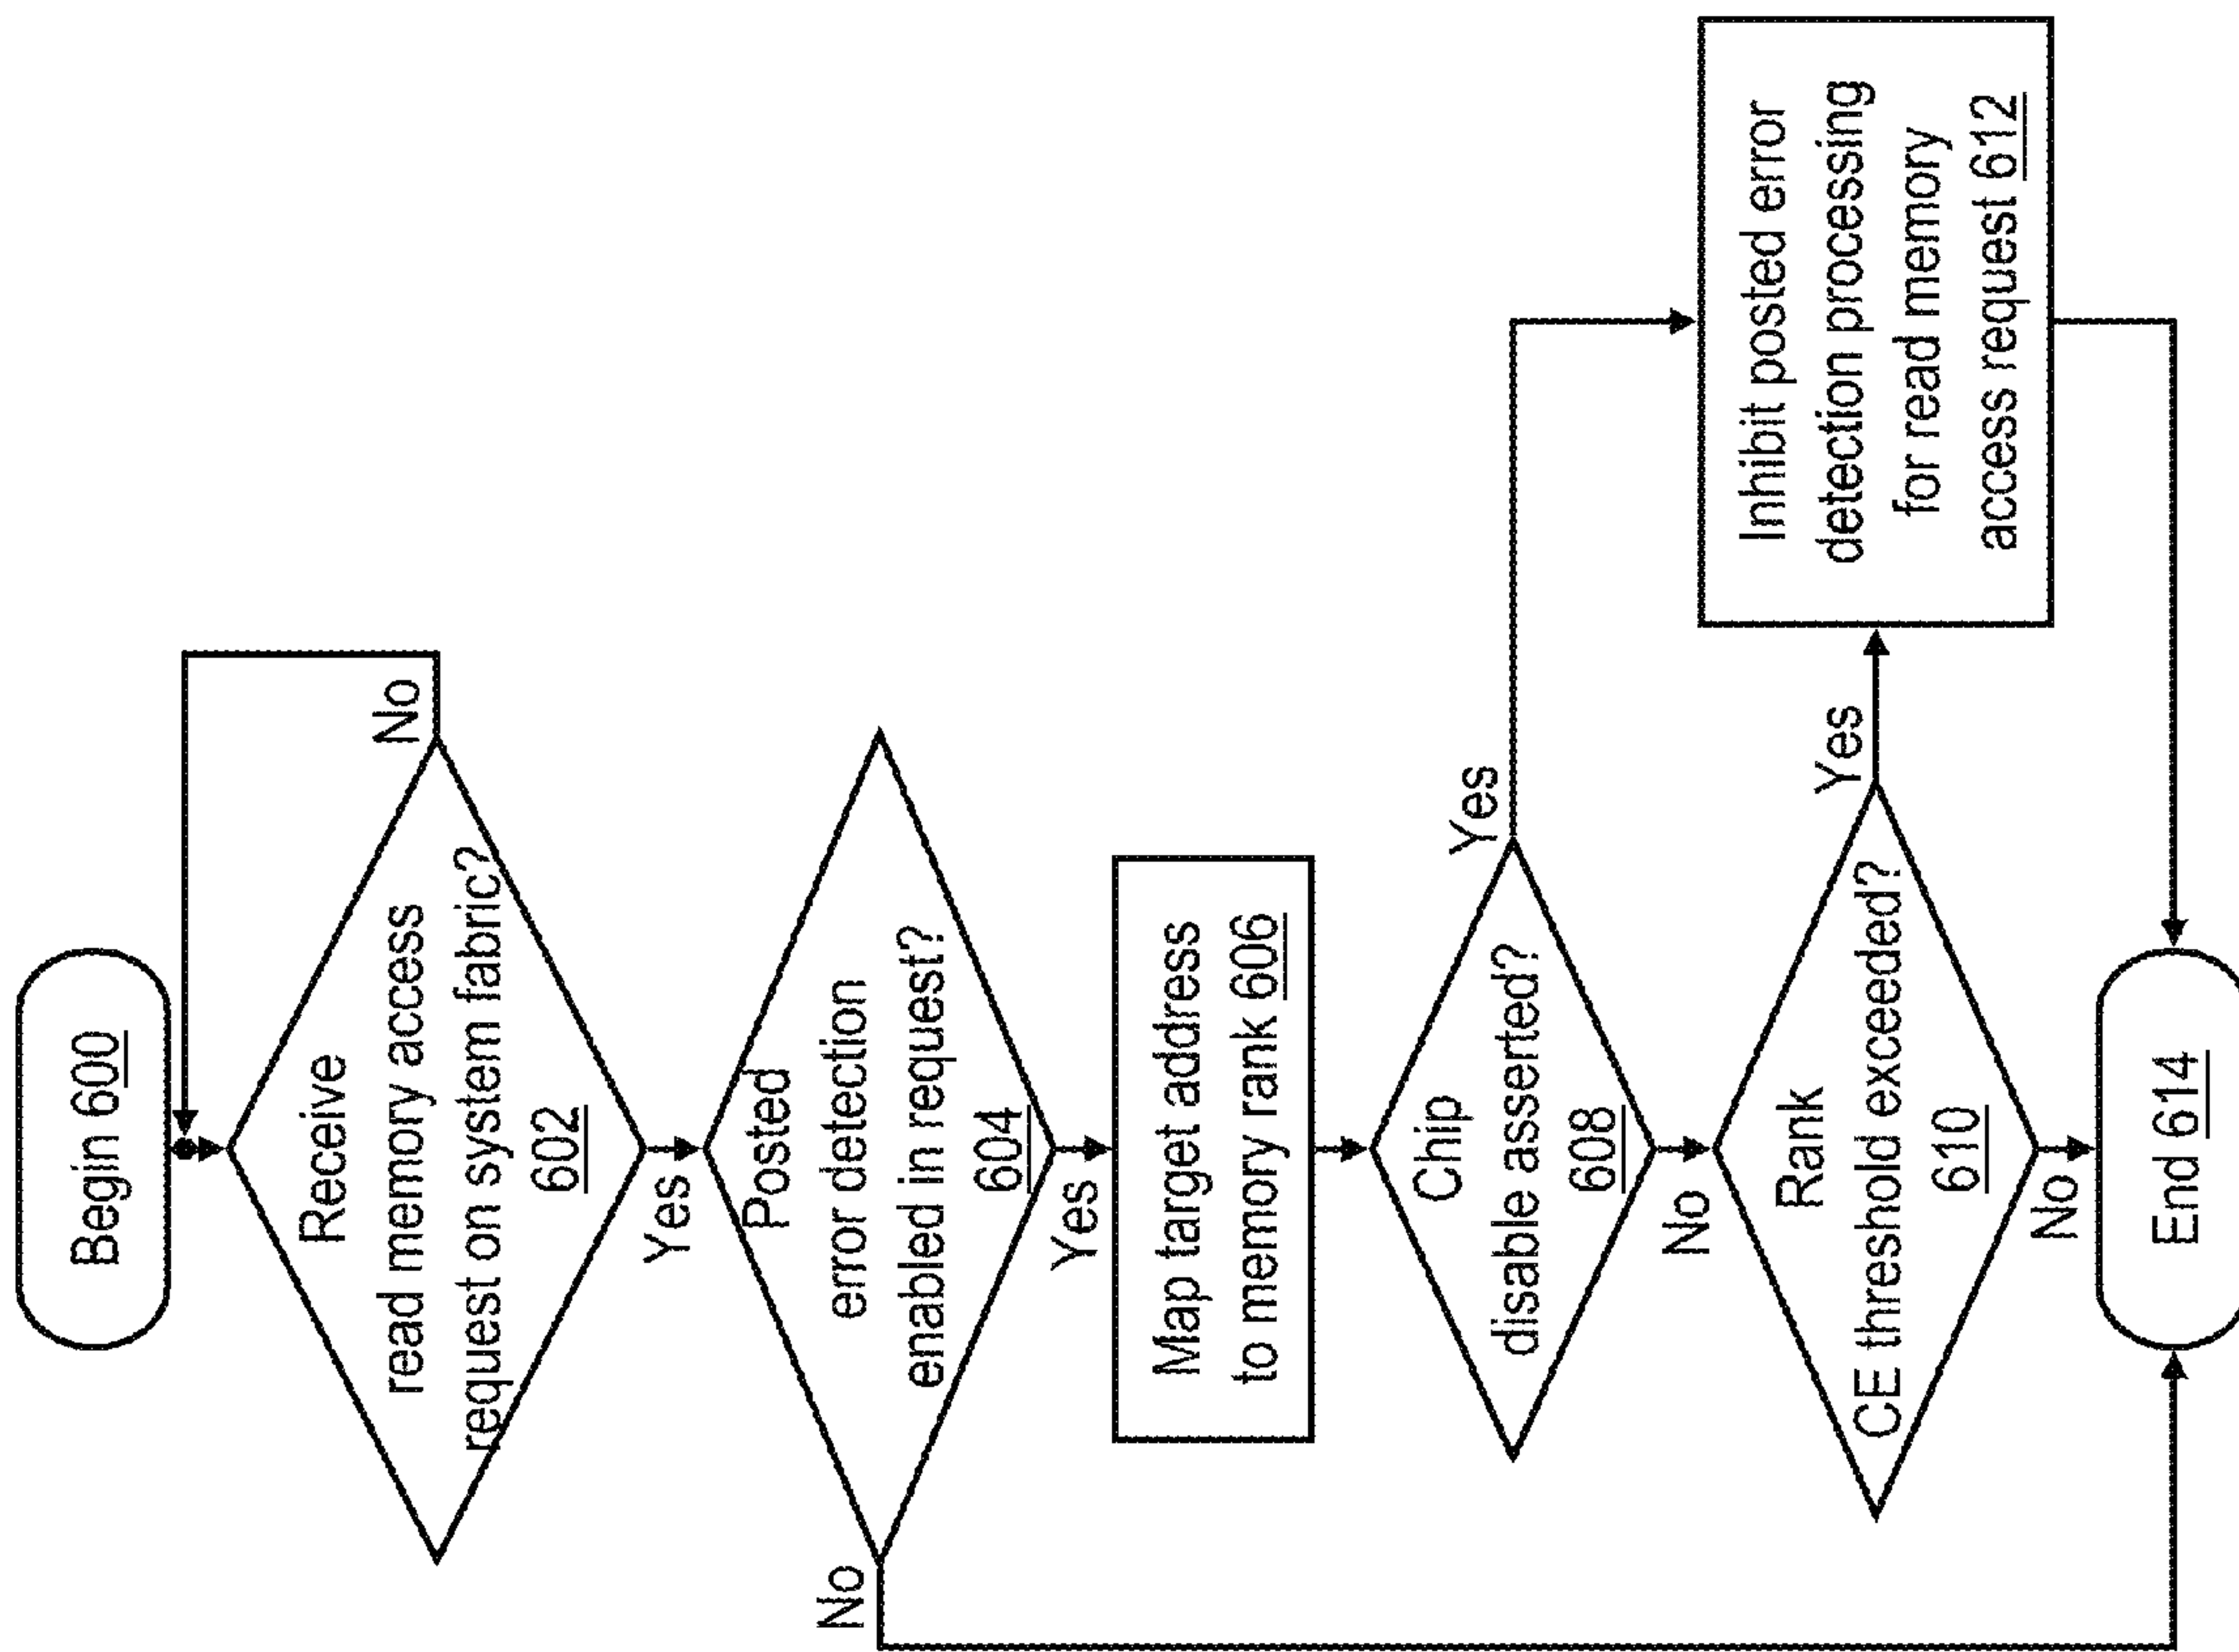 Begin 600
Receive
read memory access
request on system fabric?
602
No
Yes
Posted
error detection
enabled in request?
604
No
Yes
Map target address
to memory rank 606
Chip
disable asserted?
608
Yes
No
Rank
CE threshold exceeded?
610
Yes
No
Inhibit posted error
detection processing
for read memory
access request 612
End 614